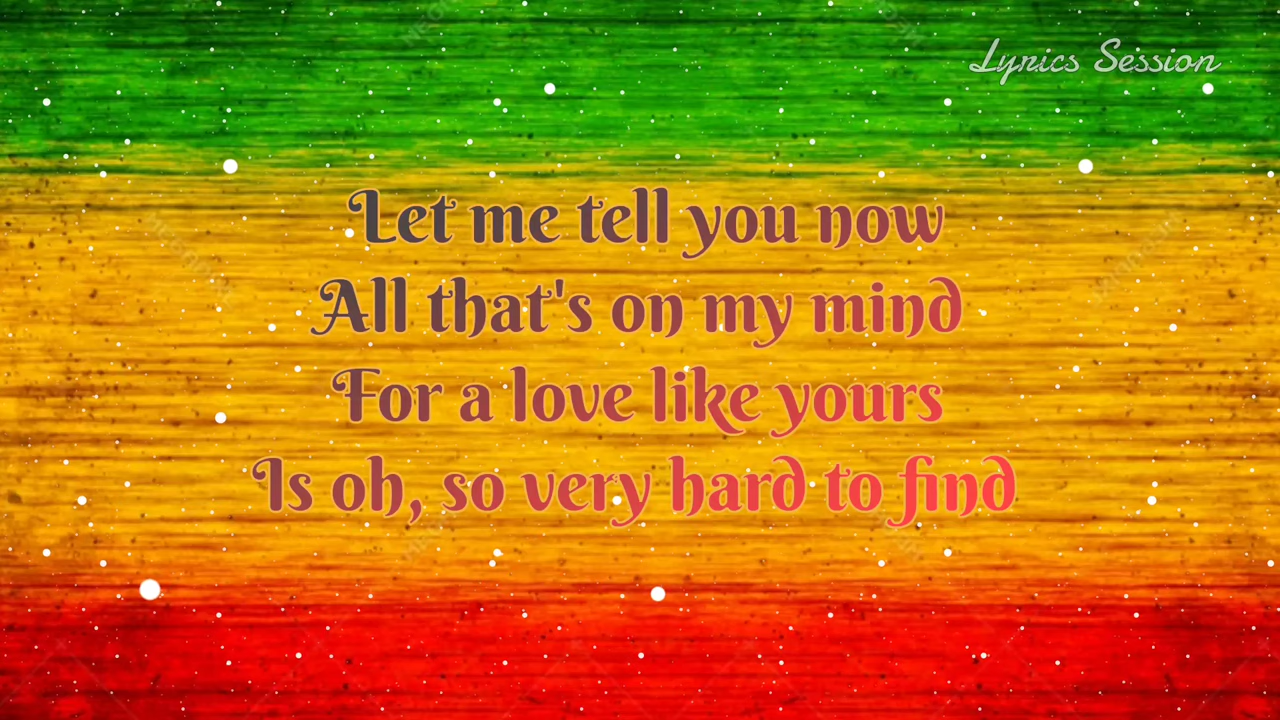 Lyrics Session
Let me tell you now
All that's on my mind
For a love like yours
Is oh, so very hard to find